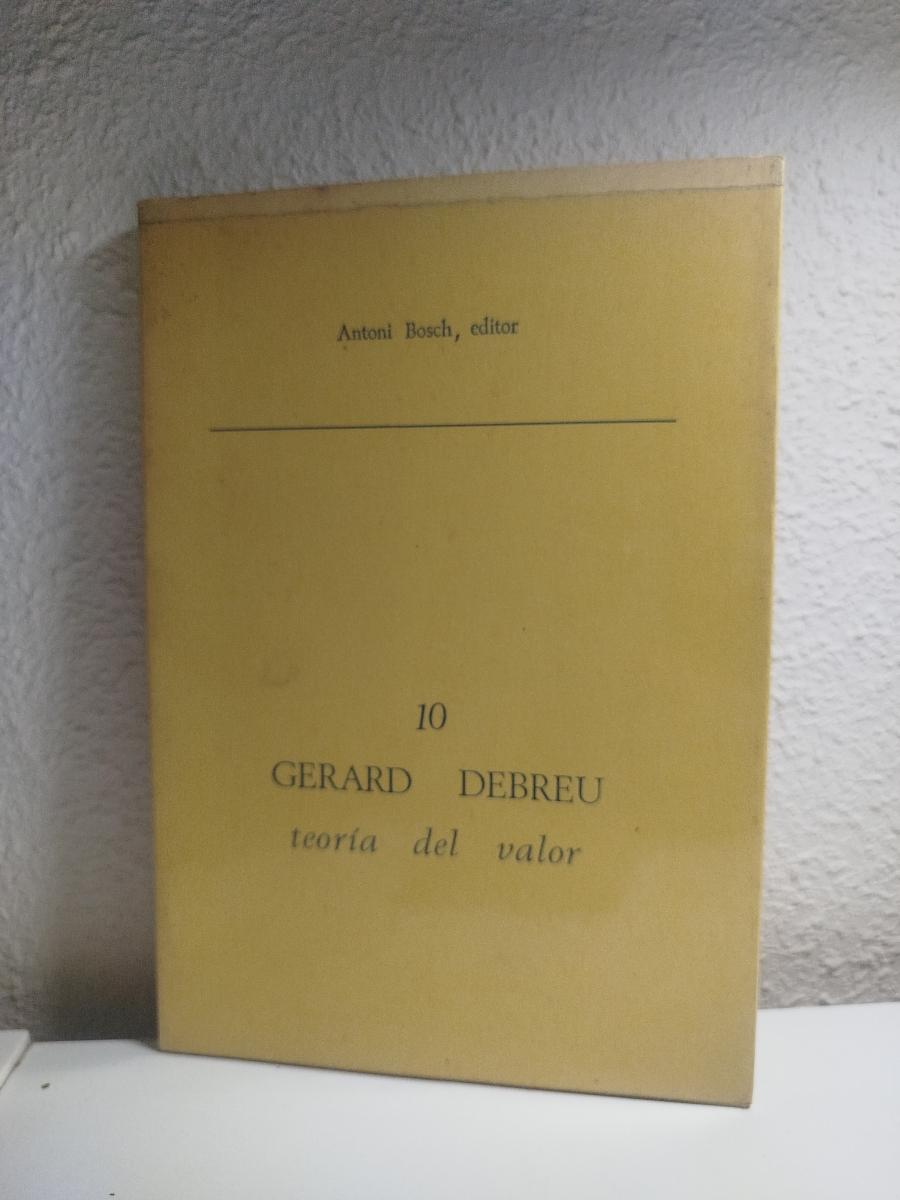 Antoni Bosch, editor
10
GERARD DEBREU
teoría del valor